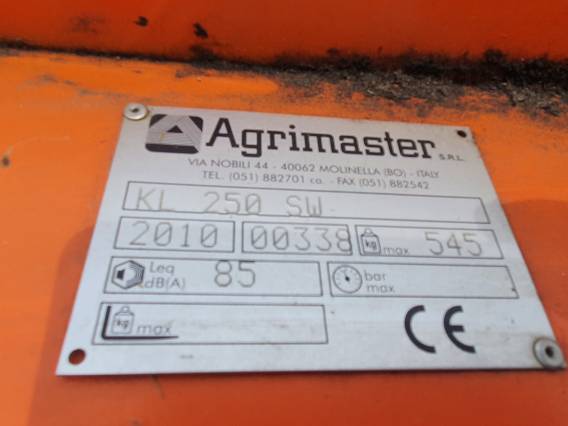 Agrimaster S.R.L.
VIA NOBILI 44 - 40062 MOLINELLA (BO) - ITALY
TEL. (051) 882701 ca. - FAX (051) 882542
KL 250 SW
2010 00338 kg max 545
Leq dB(A) 85 bar max
kg max CE